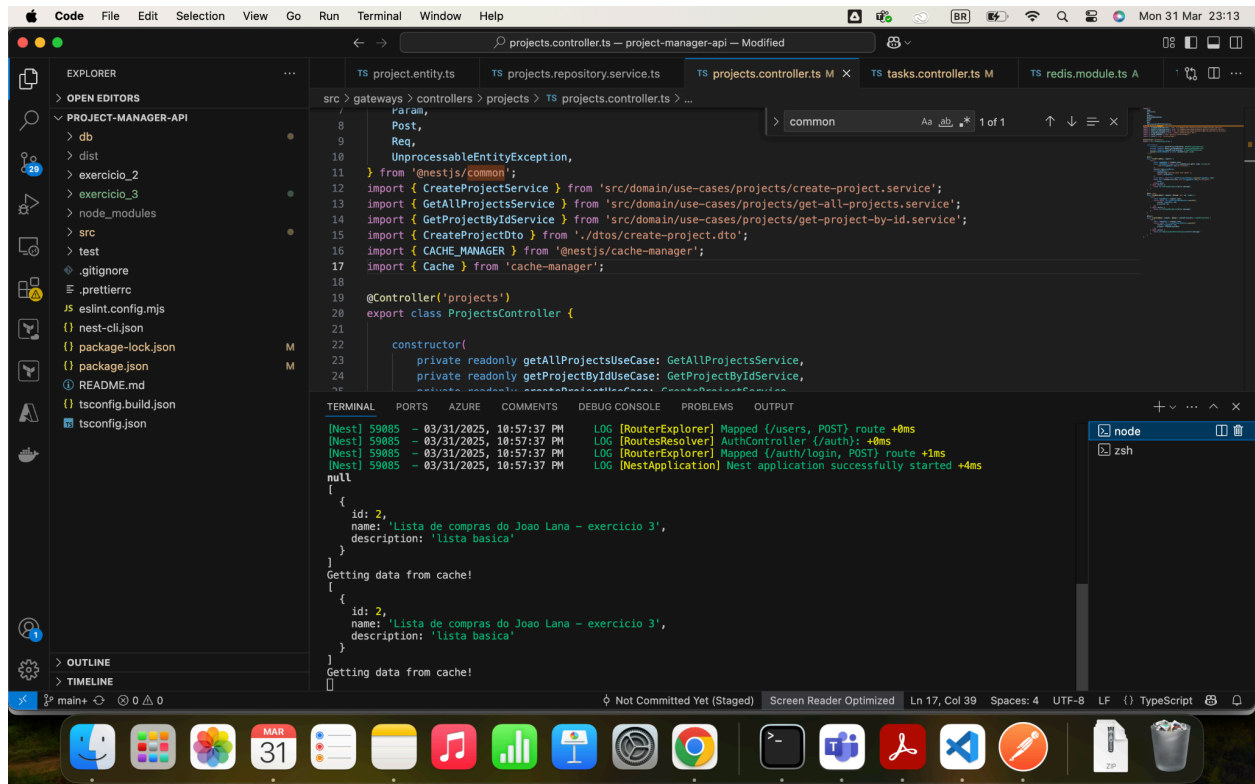 Code File Edit Selection View Go Run Terminal Window Help BR Mon 31 Mar 23:13
projects.controller.ts — project-manager-api — Modified
EXPLORER
OPEN EDITORS
PROJECT-MANAGER-API
db
dist
exercicio_2
exercicio_3
node_modules
src
test
.gitignore
.prettierrc
JS eslint.config.mjs
{} nest-cli.json
{} package-lock.json M
{} package.json M
README.md
{} tsconfig.build.json
TS tsconfig.json
OUTLINE
TIMELINE
29
1
TS project.entity.ts TS projects.repository.service.ts TS projects.controller.ts M TS tasks.controller.ts M TS redis.module.ts A
src > gateways > controllers > projects > TS projects.controller.ts > ...
common Aa ab .* 1 of 1
7 Param,
8 Post,
9 Req,
10 UnprocessableEntityException,
11 } from '@nestjs/common';
12 import { CreateProjectService } from 'src/domain/use-cases/projects/create-project.service';
13 import { GetAllProjectsService } from 'src/domain/use-cases/projects/get-all-projects.service';
14 import { GetProjectByIdService } from 'src/domain/use-cases/projects/get-project-by-id.service';
15 import { CreateProjectDto } from './dtos/create-project.dto';
16 import { CACHE_MANAGER } from '@nestjs/cache-manager';
17 import { Cache } from 'cache-manager';
18
19 @Controller('projects')
20 export class ProjectsController {
21
22 constructor(
23 private readonly getAllProjectsUseCase: GetAllProjectsService,
24 private readonly getProjectByIdUseCase: GetProjectByIdService,
25 private readonly createProjectUseCase: CreateProjectService,
TERMINAL PORTS AZURE COMMENTS DEBUG CONSOLE PROBLEMS OUTPUT
[Nest] 59085 - 03/31/2025, 10:57:37 PM LOG [RouterExplorer] Mapped {/users, POST} route +0ms
[Nest] 59085 - 03/31/2025, 10:57:37 PM LOG [RoutesResolver] AuthController {/auth}: +0ms
[Nest] 59085 - 03/31/2025, 10:57:37 PM LOG [RouterExplorer] Mapped {/auth/login, POST} route +1ms
[Nest] 59085 - 03/31/2025, 10:57:37 PM LOG [NestApplication] Nest application successfully started +4ms
null
[
{
id: 2,
name: 'Lista de compras do Joao Lana - exercicio 3',
description: 'lista basica'
}
]
Getting data from cache!
[
{
id: 2,
name: 'Lista de compras do Joao Lana - exercicio 3',
description: 'lista basica'
}
]
Getting data from cache!
node
zsh
main+ 0 0 Not Committed Yet (Staged) Screen Reader Optimized Ln 17, Col 39 Spaces: 4 UTF-8 LF {} TypeScript
MAR
31
ZIP